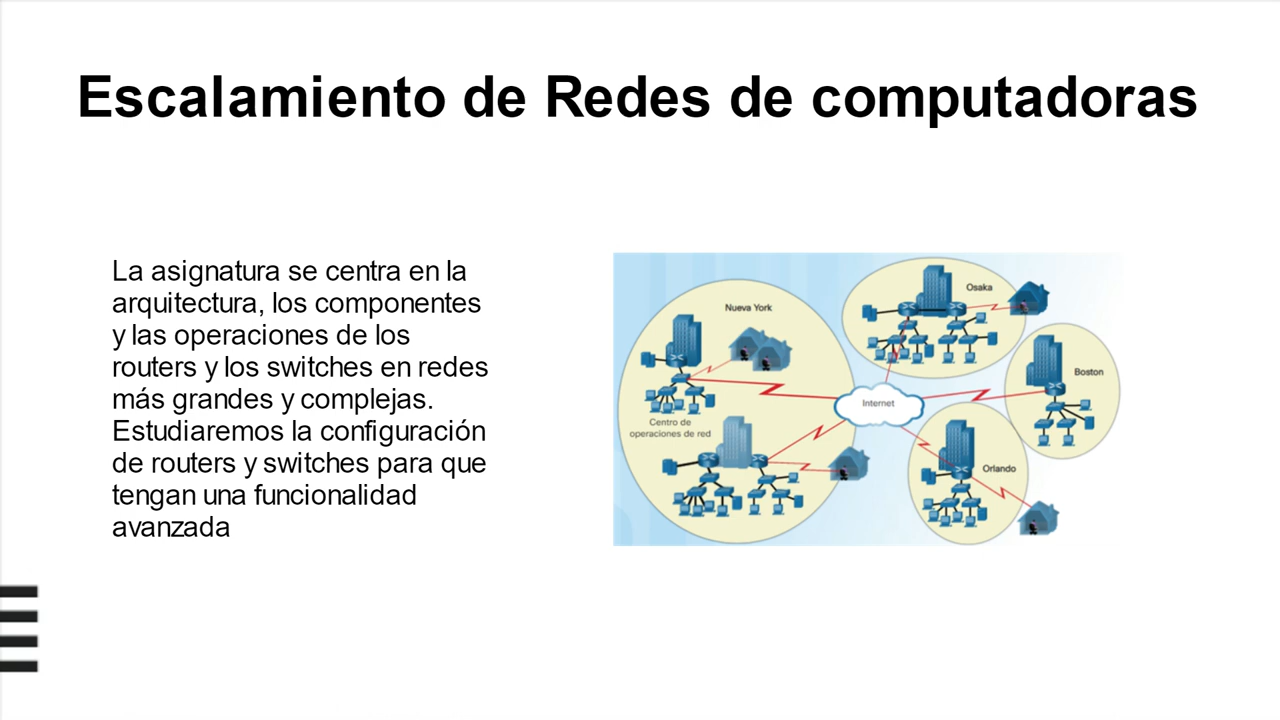 Escalamiento de Redes de computadoras
La asignatura se centra en la
arquitectura, los componentes
y las operaciones de los
routers y los switches en redes
más grandes y complejas.
Estudiaremos la configuración
de routers y switches para que
tengan una funcionalidad
avanzada
Nueva York
Osaka
Boston
Internet
Centro de
operaciones de red
Orlando